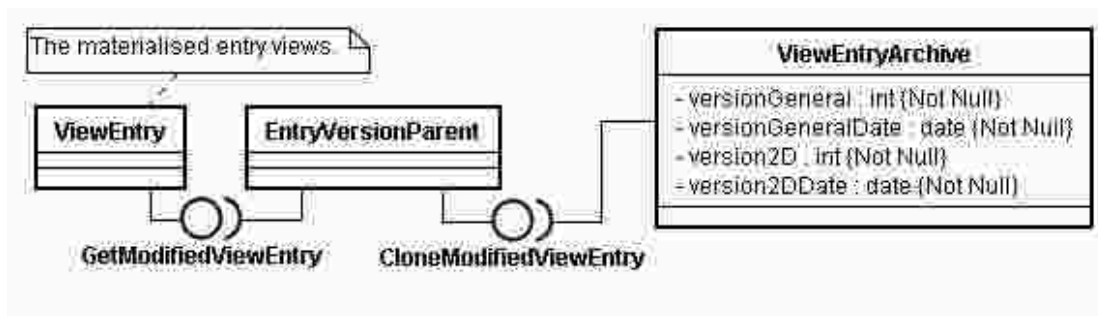 The materialised entry views.
ViewEntry
EntryVersionParent
GetModifiedViewEntry
CloneModifiedViewEntry
ViewEntryArchive
- versionGeneral : int {Not Null}
- versionGeneralDate : date {Not Null}
- version2D : int {Not Null}
- version2DDate : date {Not Null}